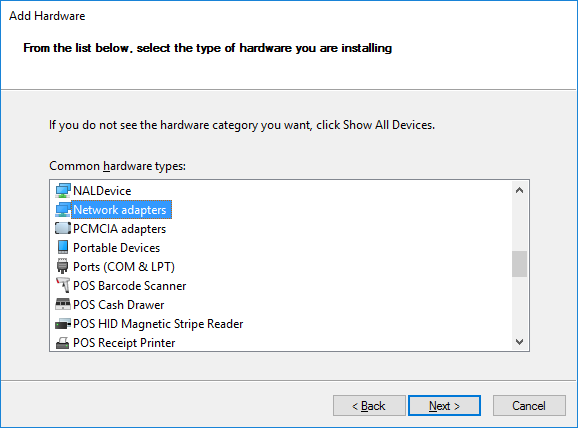 Add Hardware
From the list below, select the type of hardware you are installing
If you do not see the hardware category you want, click Show All Devices.
Common hardware types:
NALDevice
Network adapters
PCMCIA adapters
Portable Devices
Ports (COM & LPT)
POS Barcode Scanner
POS Cash Drawer
POS HID Magnetic Stripe Reader
POS Receipt Printer
< Back
Next >
Cancel